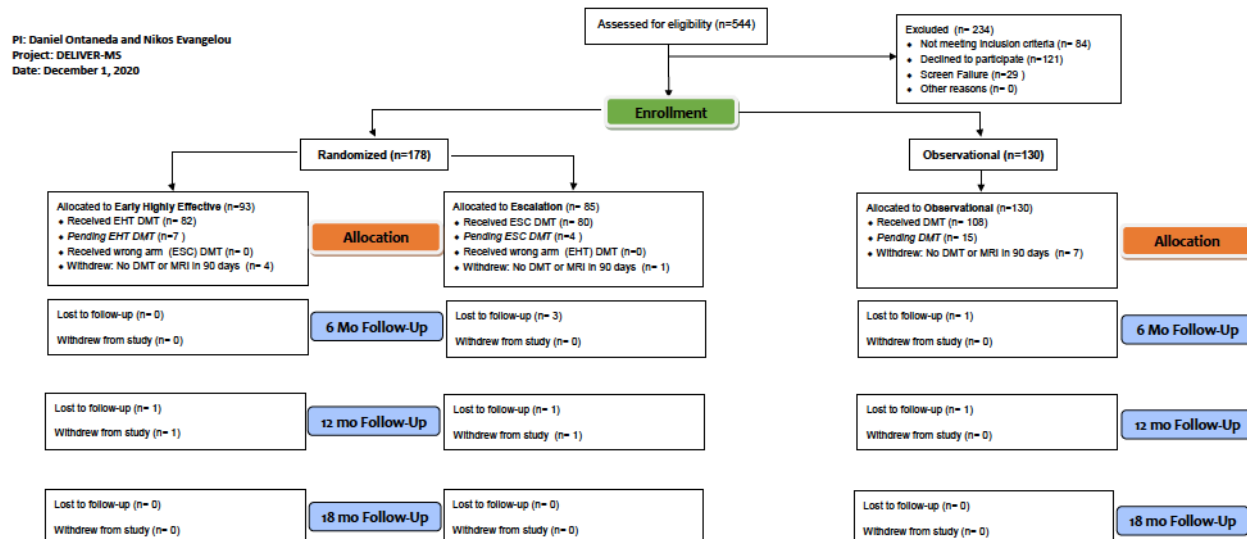 PI: Daniel Ontaneda and Nikos Evangelou
Project: DELIVER-MS
Date: December 1, 2020
Assessed for eligibility (n=544)
Excluded (n= 234)
◆ Not meeting inclusion criteria (n= 84)
◆ Declined to participate (n=121)
◆ Screen Failure (n=29 )
◆ Other reasons (n= 0)
Enrollment
Randomized (n=178)
Observational (n=130)
Allocated to Early Highly Effective (n=93)
◆ Received EHT DMT (n= 82)
◆ Pending EHT DMT (n=7 )
◆ Received wrong arm (ESC) DMT (n= 0)
◆ Withdrew: No DMT or MRI in 90 days (n= 4)
Allocation
Allocated to Escalation (n= 85)
◆ Received ESC DMT (n= 80)
◆ Pending ESC DMT (n=4 )
◆ Received wrong arm (EHT) DMT (n=0)
◆ Withdrew: No DMT or MRI in 90 days (n= 1)
Allocated to Observational (n=130)
◆ Received DMT (n= 108)
◆ Pending DMT (n= 15)
◆ Withdrew: No DMT or MRI in 90 days (n= 7)
Allocation
Lost to follow-up (n= 0)
Withdrew from study (n= 0)
6 Mo Follow-Up
Lost to follow-up (n= 3)
Withdrew from study (n= 0)
Lost to follow-up (n= 1)
Withdrew from study (n= 0)
6 Mo Follow-Up
Lost to follow-up (n= 1)
Withdrew from study (n= 1)
12 mo Follow-Up
Lost to follow-up (n= 1)
Withdrew from study (n= 1)
Lost to follow-up (n= 1)
Withdrew from study (n= 0)
12 mo Follow-Up
Lost to follow-up (n= 0)
Withdrew from study (n= 0)
18 mo Follow-Up
Lost to follow-up (n= 0)
Withdrew from study (n= 0)
Lost to follow-up (n= 0)
Withdrew from study (n= 0)
18 mo Follow-Up